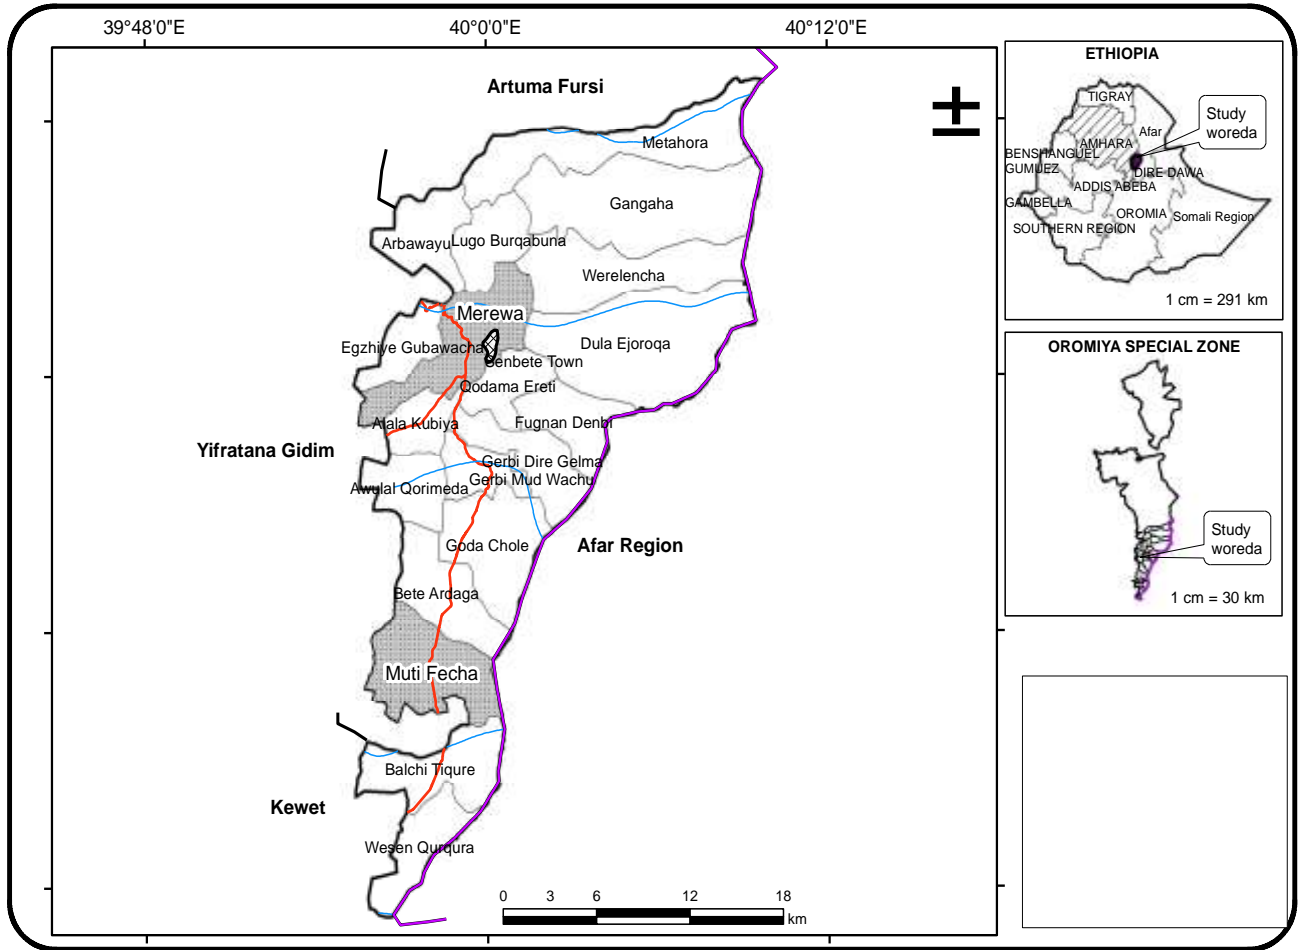 39°48'0"E
40°0'0"E
40°12'0"E
Artuma Fursi
Metahora
Gangaha
Arbawayu
Lugo Burqabuna
Werelencha
Merewa
Egzhiye Gubawacha
Dula Ejoroqa
Senbete Town
Qodama Ereti
Alala Kubiya
Fugnan Denbi
Yifratana Gidim
Gerbi Dire Gelma
Gerbi Mud Wachu
Awulal Qorimeda
Goda Chole
Afar Region
Bete Ardaga
Muti Fecha
Balchi Tiqure
Kewet
Wesen Qurqura
0 3 6 12 18
km
ETHIOPIA
TIGRAY
Study
woreda
Afar
AMHARA
BENSHANGUEL
GUMUEZ
DIRE DAWA
ADDIS ABEBA
GAMBELLA
OROMIA
Somali Region
SOUTHERN REGION
1 cm = 291 km
OROMIYA SPECIAL ZONE
Study
woreda
1 cm = 30 km